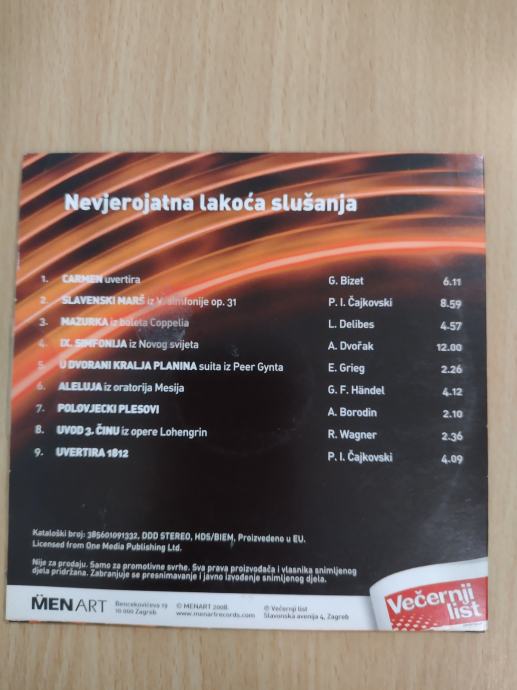 Nevjerojatna lakoća slušanja
1. CARMEN uvertira G. Bizet 6.11
2. SLAVENSKI MARŠ iz V. simfonije op. 31 P. I. Čajkovski 8.59
3. MAZURKA iz baleta Coppelia L. Delibes 4.57
4. IX. SIMFONIJA iz Novog svijeta A. Dvořak 12.00
5. U DVORANI KRALJA PLANINA suita iz Peer Gynta E. Grieg 2.26
6. ALELUJA iz oratorija Mesija G. F. Händel 4.12
7. POLOVJECKI PLESOVI A. Borodin 2.10
8. UVOD 3. ČINU iz opere Lohengrin R. Wagner 2.36
9. UVERTIRA 1812 P. I. Čajkovski 4.09
Kataloški broj: 385601091332, DDD STEREO, HDS/BIEM, Proizvedeno u EU.
Licensed from One Media Publishing Ltd.
Nije za prodaju. Samo za promotivne svrhe. Sva prava proizvođača i vlasnika snimljenog
djela pridržana. Zabranjuje se presnimavanje i javno izvođenje snimljenog djela.
MENART
Bencekovićeva 19
10 000 Zagreb
© MENART 2008.
www.menartrecords.com
℗ Večernji list
Slavonska avenija 4, Zagreb
Večernji
list